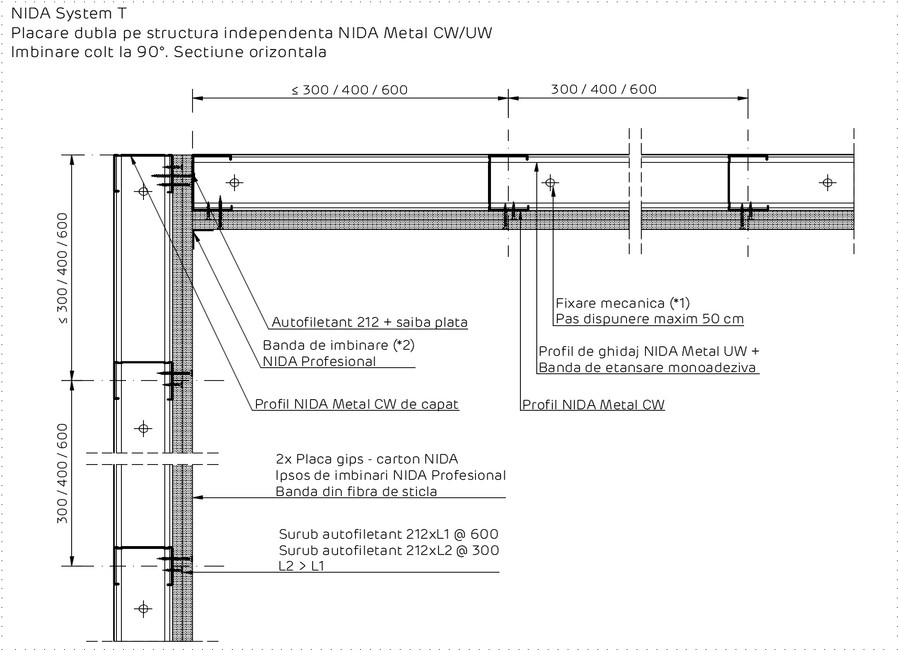 NIDA System T
Placare dubla pe structura independenta NIDA Metal CW/UW
Imbinare colt la 90°. Sectiune orizontala
≤ 300 / 400 / 600
300 / 400 / 600
≤ 300 / 400 / 600
300 / 400 / 600
Fixare mecanica (*1)
Pas dispunere maxim 50 cm
Autofiletant 212 + saiba plata
Banda de imbinare (*2)
NIDA Profesional
Profil de ghidaj NIDA Metal UW +
Banda de etansare monoadeziva
Profil NIDA Metal CW de capat
Profil NIDA Metal CW
2x Placa gips - carton NIDA
Ipsos de imbinari NIDA Profesional
Banda din fibra de sticla
Surub autofiletant 212xL1 @ 600
Surub autofiletant 212xL2 @ 300
L2 > L1